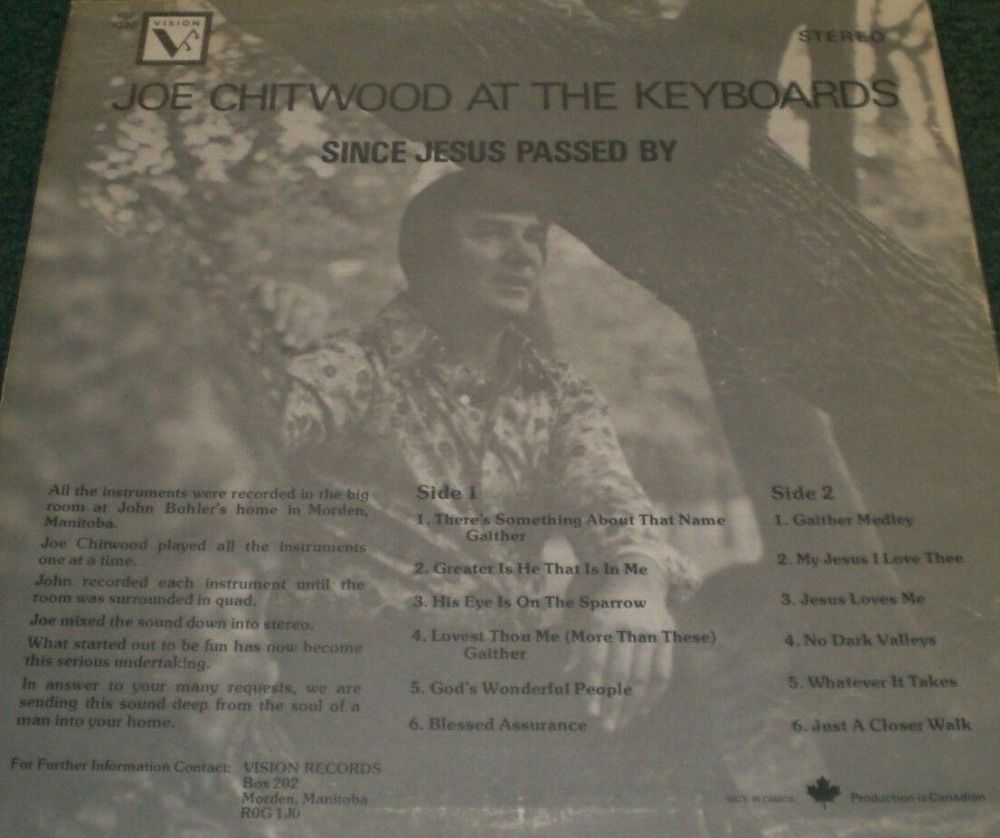 VISION
V
STEREO
JOE CHITWOOD AT THE KEYBOARDS
SINCE JESUS PASSED BY
All the instruments were recorded in the big
room at John Buhler's home in Morden,
Manitoba.
Joe Chitwood played all the instruments
one at a time.
John recorded each instrument until the
room was surrounded in quad.
Joe mixed the sound down into stereo.
What started out to be fun has now become
this serious undertaking.
In answer to your many requests, we are
sending this sound deep from the soul of a
man into your home.
For Further Information Contact: VISION RECORDS
Box 202
Morden, Manitoba
R0G 1J0
Side 1
1. There's Something About That Name
Gaither
2. Greater Is He That Is In Me
3. His Eye Is On The Sparrow
4. Lovest Thou Me (More Than These)
Gaither
5. God's Wonderful People
6. Blessed Assurance
Side 2
1. Gaither Medley
2. My Jesus I Love Thee
3. Jesus Loves Me
4. No Dark Valleys
5. Whatever It Takes
6. Just A Closer Walk
MADE IN CANADA
Production in Canadian